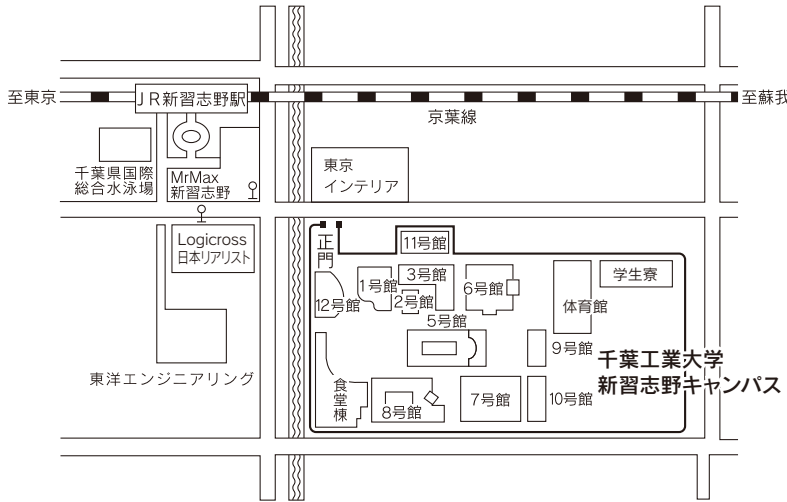 至東京
JR新習志野駅
至蘇我
京葉線
千葉県国際
総合水泳場
MrMax
新習志野
東京
インテリア
Logicross
日本リアリスト
東洋エンジニアリング
正門
11号館
12号館
1号館
3号館
2号館
5号館
6号館
体育館
学生寮
9号館
千葉工業大学
新習志野キャンパス
食堂棟
8号館
7号館
10号館